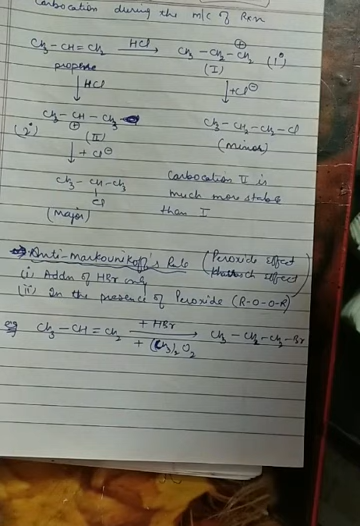 Carbocation during the M/C of Rxn
CH₃-CH=CH₂ —HCl→ CH₃-CH₂-CH₂⊕ (1°)
propene (I)
↓HCl ↓+Cl⊖
CH₃-CH-CH₃ CH₃-CH₂-CH₂-Cl
⊕ (minor)
(2°) (II)
↓+Cl⊖
CH₃-CH-CH₃ Carbocation II is
Cl much more stable
(major) than I
Anti-Markovnikoff's Rule (Peroxide effect
(i) Addn of HBr only Kharasch effect)
(ii) In the presence of Peroxide (R-O-O-R)
eg CH₃-CH=CH₂ + HBr → CH₃-CH₂-CH₂-Br
+ (CH₃)₂O₂